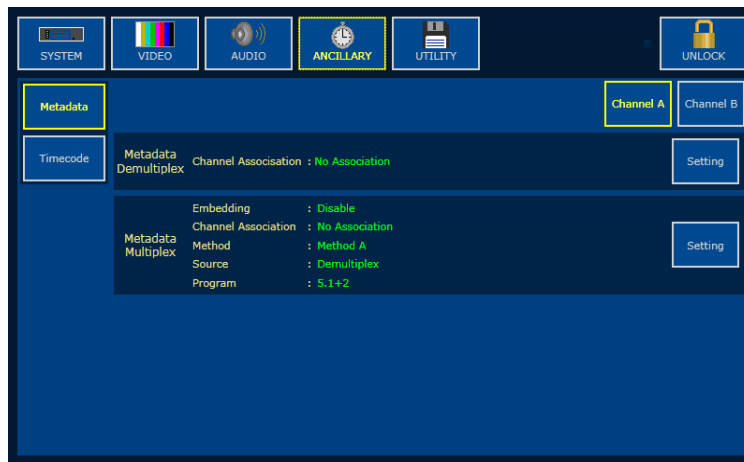 SYSTEM
VIDEO
AUDIO
ANCILLARY
UTILITY
UNLOCK
Metadata
Channel A
Channel B
Timecode
Metadata
Demultiplex
Channel Associsation : No Association
Setting
Metadata
Multiplex
Embedding : Disable
Channel Association : No Association
Method : Method A
Source : Demultiplex
Program : 5.1+2
Setting